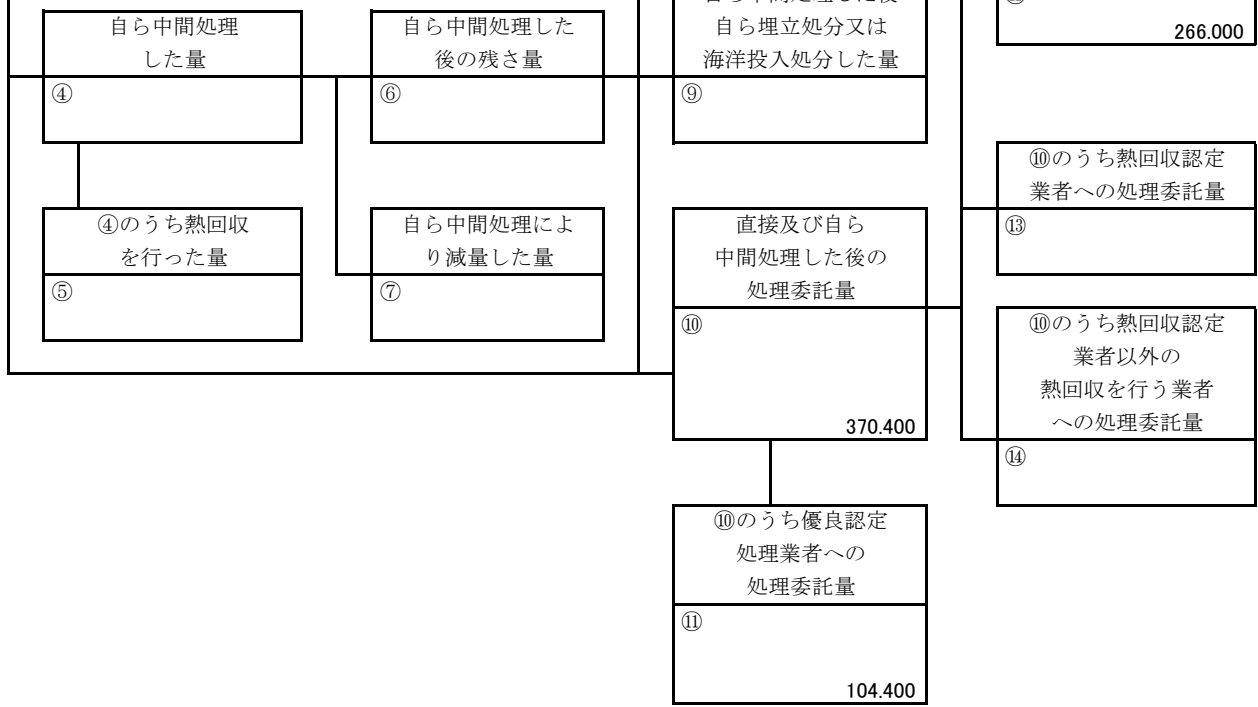 自ら中間処理
した量
④
自ら中間処理した
後の残さ量
⑥
自ら埋立処分又は
海洋投入処分した量
⑨
266.000
⑩のうち熱回収認定
業者への処理委託量
⑬
④のうち熱回収
を行った量
⑤
自ら中間処理によ
り減量した量
⑦
直接及び自ら
中間処理した後の
処理委託量
⑩
370.400
⑩のうち熱回収認定
業者以外の
熱回収を行う業者
への処理委託量
⑭
⑩のうち優良認定
処理業者への
処理委託量
⑪
104.400